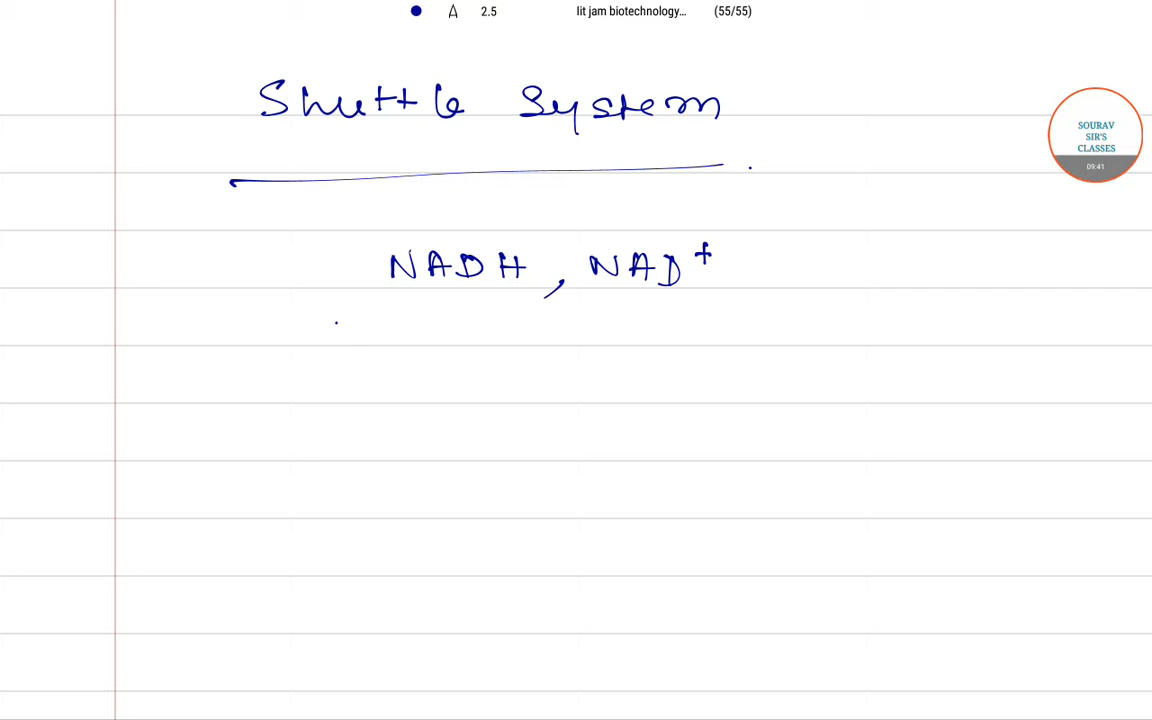 2.5 Iit jam biotechnology... (55/55)
Shuttle System
SOURAV
SIR'S
CLASSES
09:41
NADH, NAD+